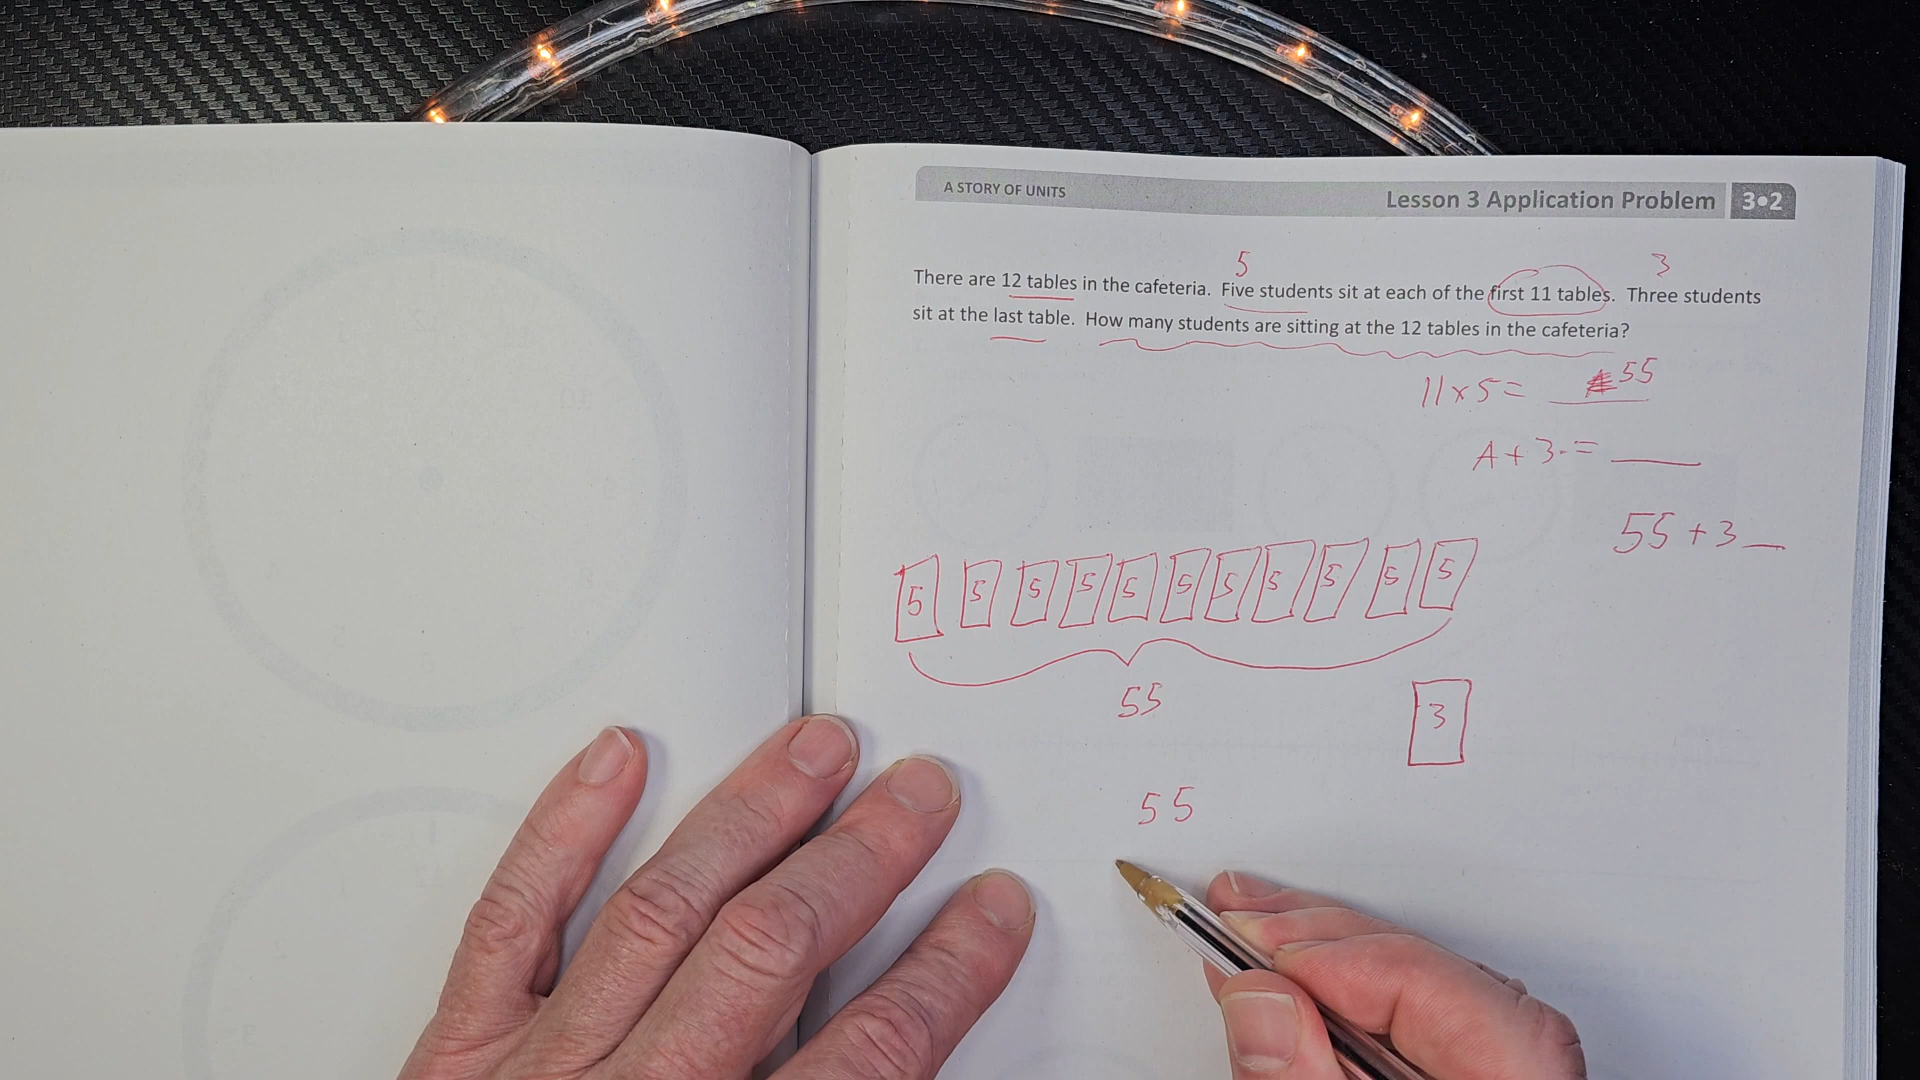 A STORY OF UNITS
Lesson 3 Application Problem 3•2
5 3
There are 12 tables in the cafeteria. Five students sit at each of the first 11 tables. Three students
sit at the last table. How many students are sitting at the 12 tables in the cafeteria?
11 x 5 = 55
A + 3 = ___
55 + 3 _
5 5 5 5 5 5 5 5 5 5 5
55
3
55